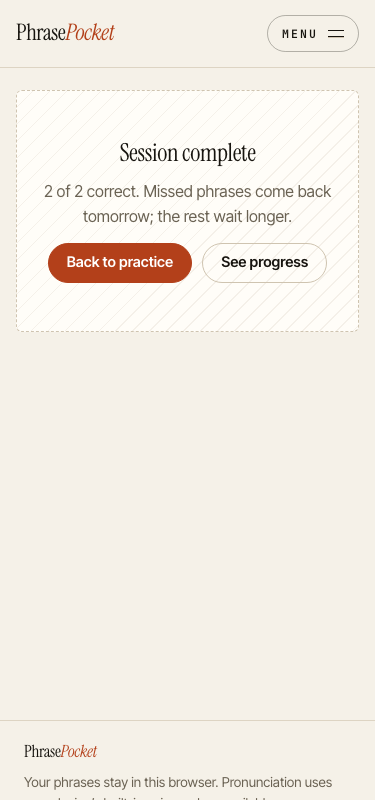 PhrasePocket
MENU
Session complete
2 of 2 correct. Missed phrases come back
tomorrow; the rest wait longer.
Back to practice
See progress
PhrasePocket
Your phrases stay in this browser. Pronunciation uses